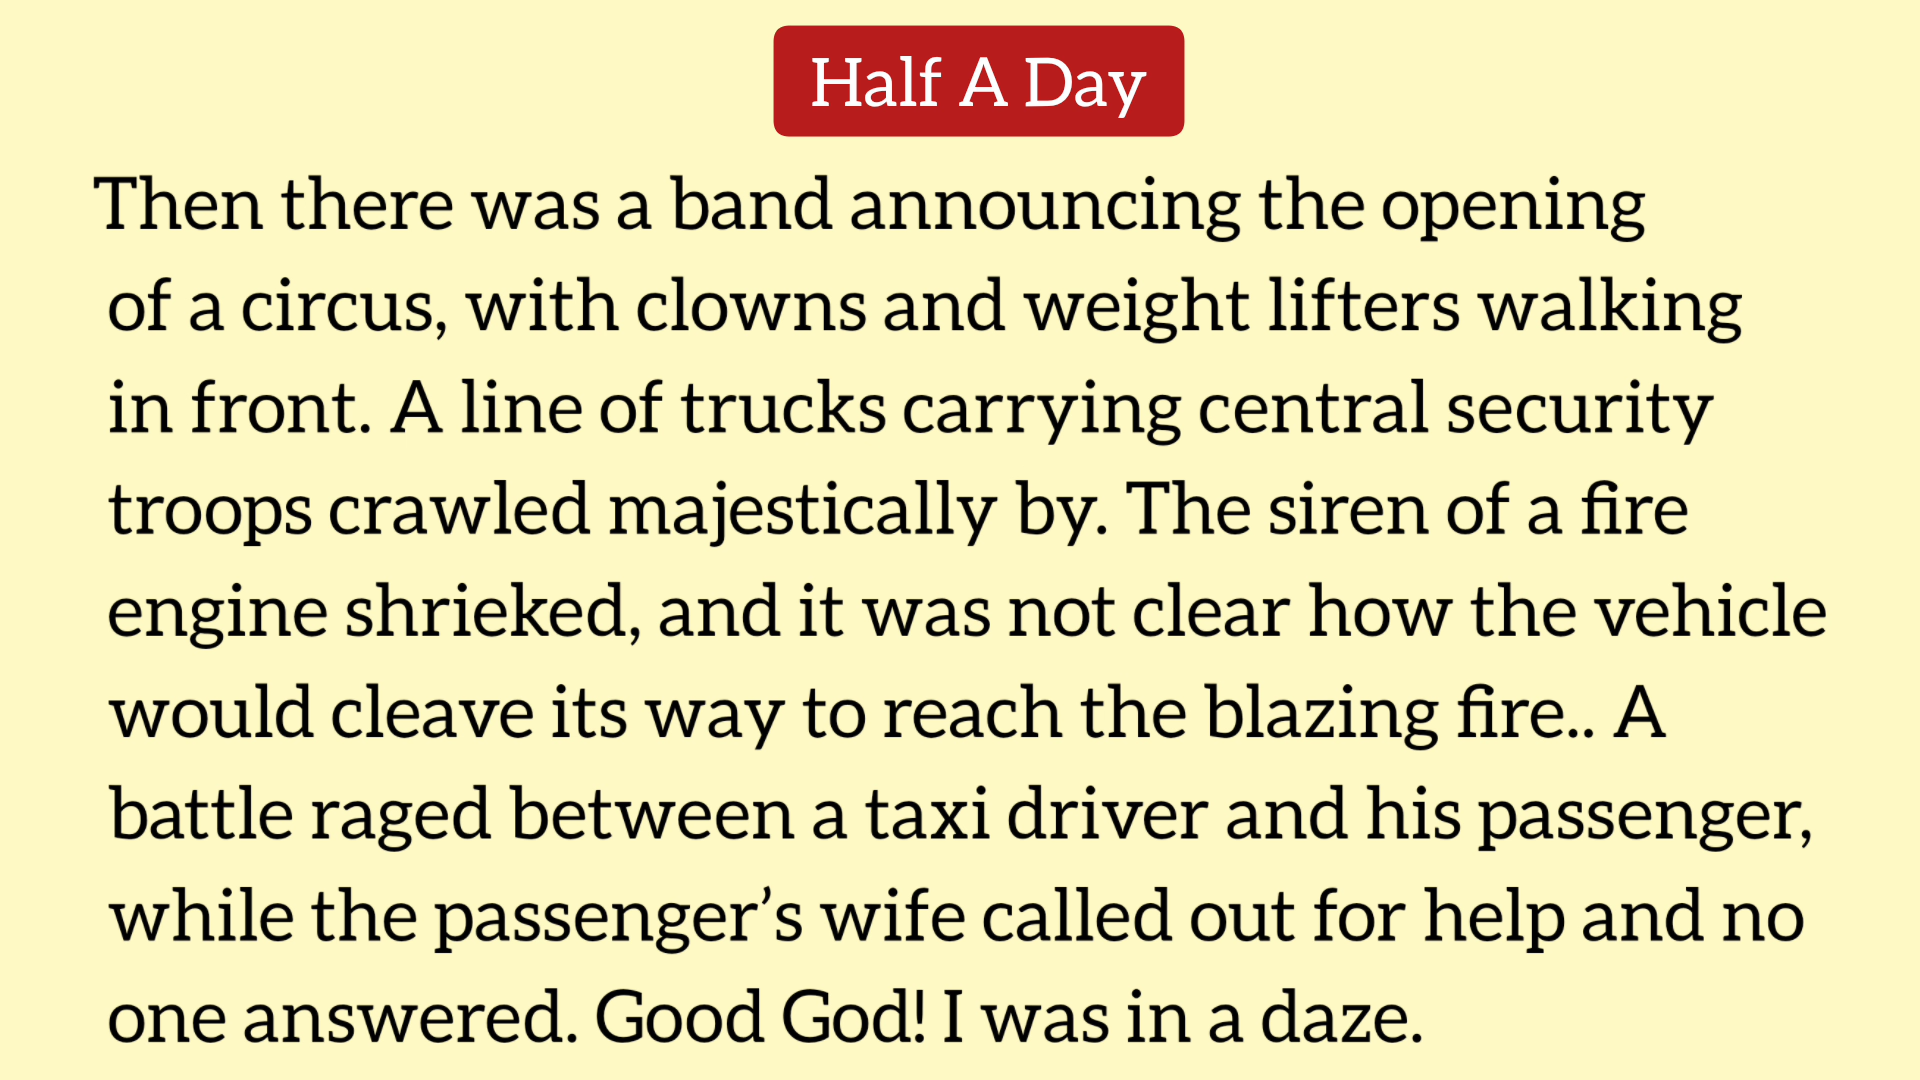 Half A Day
Then there was a band announcing the opening
of a circus, with clowns and weight lifters walking
in front. A line of trucks carrying central security
troops crawled majestically by. The siren of a fire
engine shrieked, and it was not clear how the vehicle
would cleave its way to reach the blazing fire.. A
battle raged between a taxi driver and his passenger,
while the passenger’s wife called out for help and no
one answered. Good God! I was in a daze.